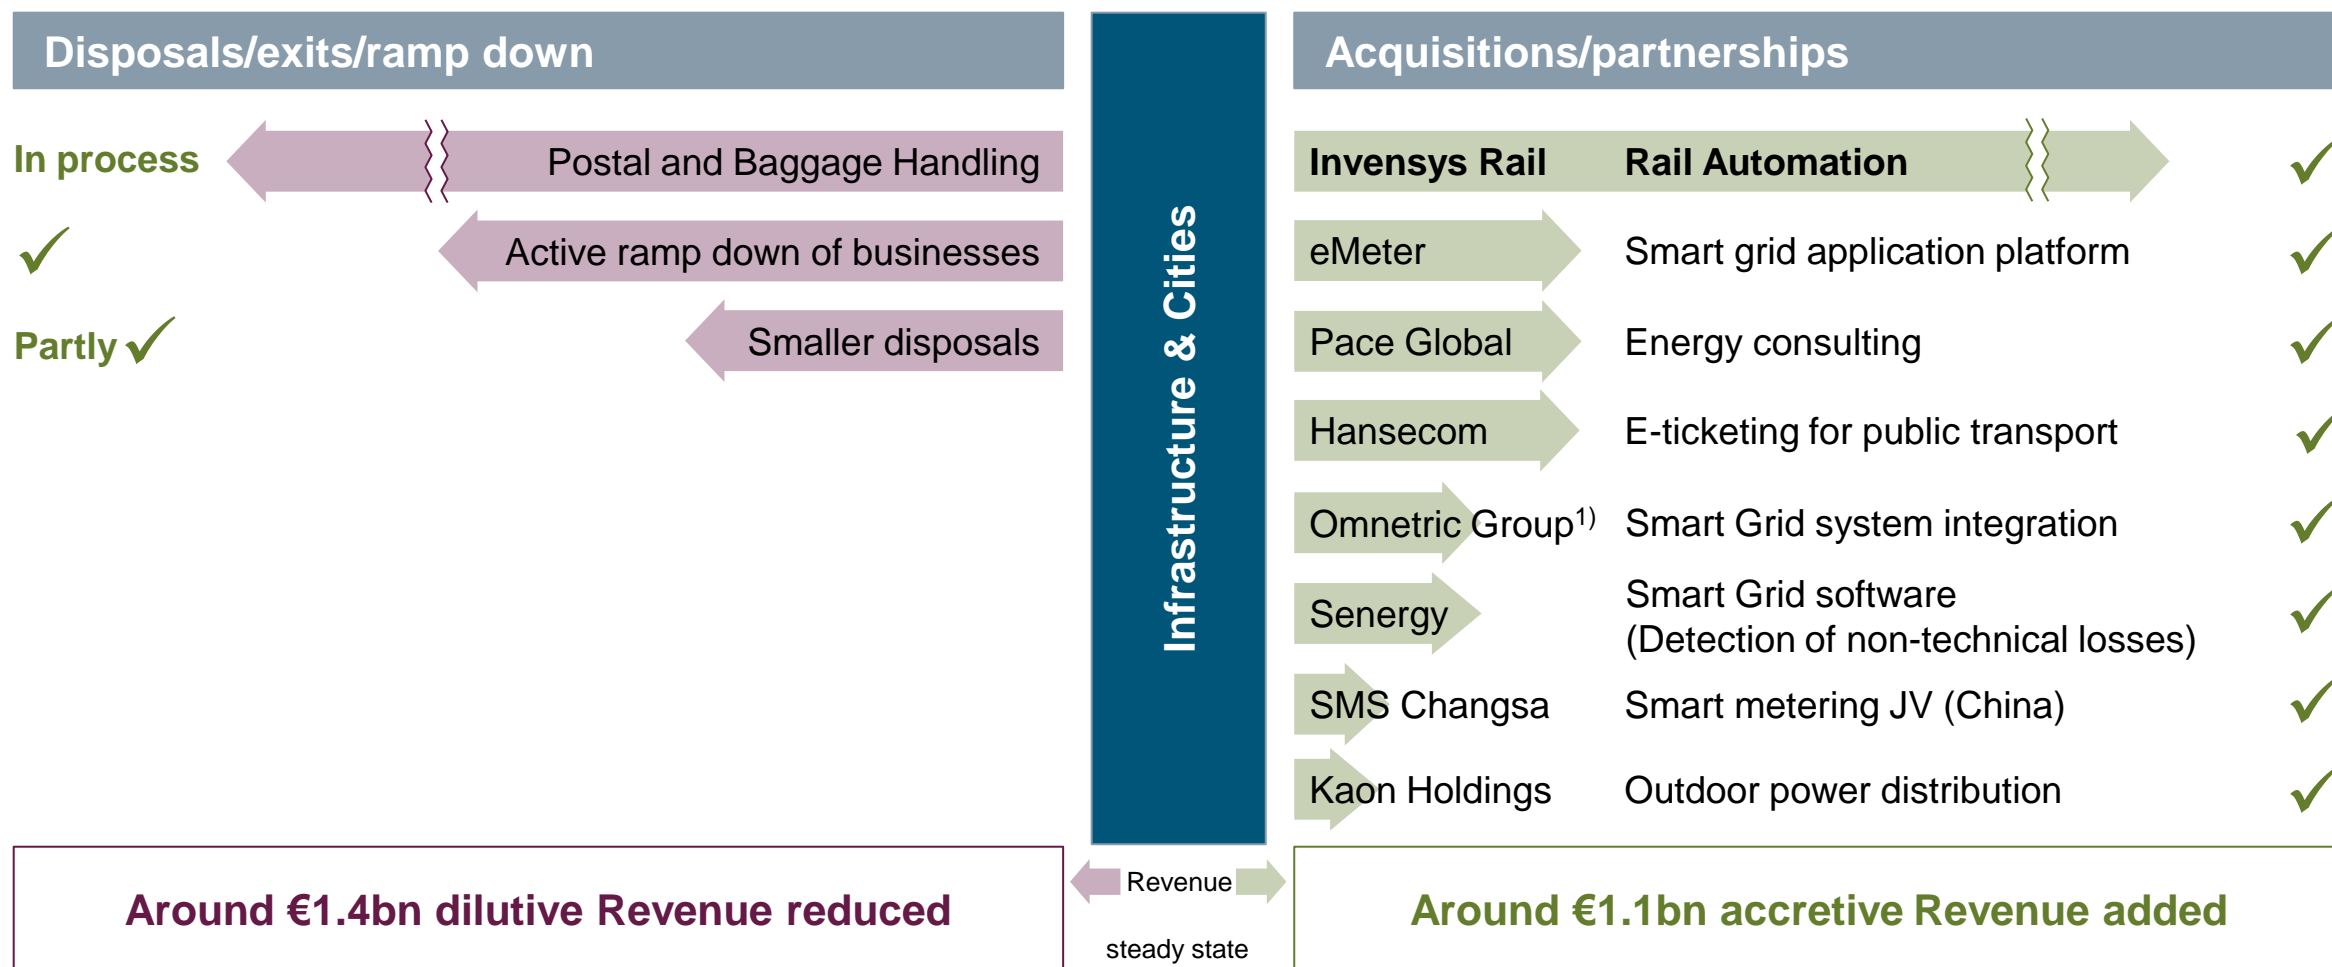 Disposals/exits/ramp down
In process
Postal and Baggage Handling
Active ramp down of businesses
Partly
Smaller disposals
Around €1.4bn dilutive Revenue reduced
Infrastructure & Cities
Revenue
steady state
Acquisitions/partnerships
Invensys Rail Rail Automation
eMeter Smart grid application platform
Pace Global Energy consulting
Hansecom E-ticketing for public transport
Omnetric Group1) Smart Grid system integration
Senergy Smart Grid software
(Detection of non-technical losses)
SMS Changsa Smart metering JV (China)
Kaon Holdings Outdoor power distribution
Around €1.1bn accretive Revenue added